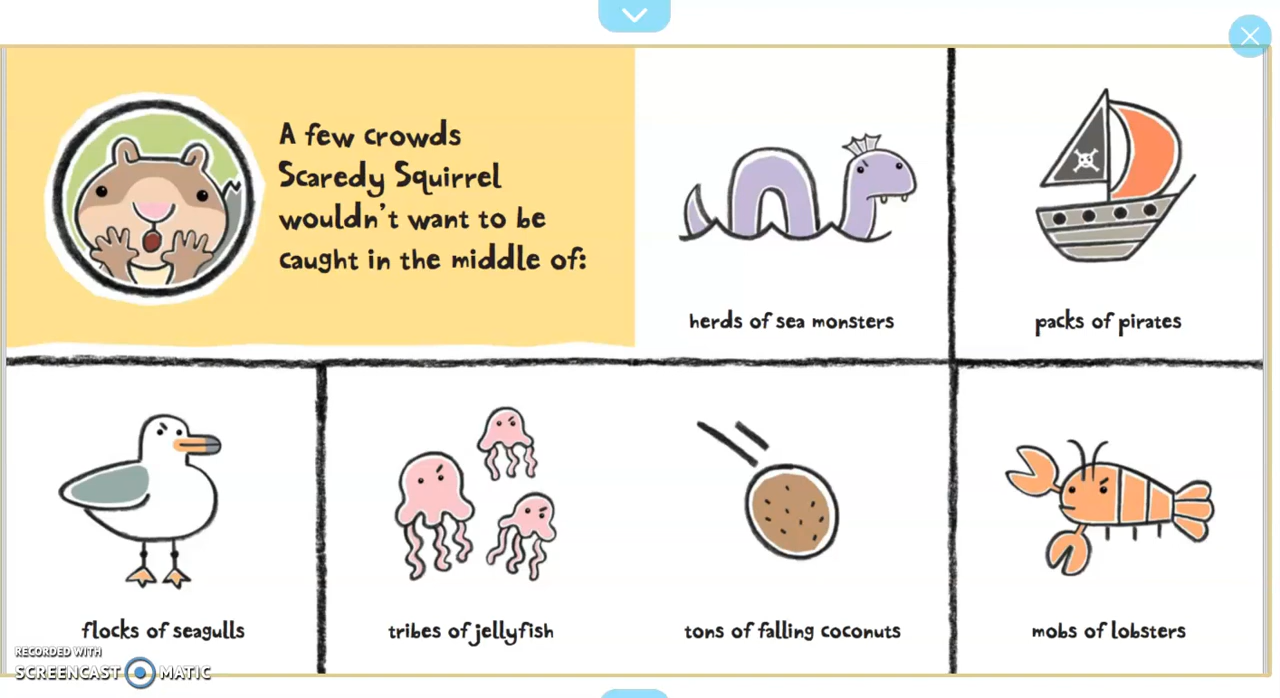 A few crowds
Scaredy Squirrel
wouldn't want to be
caught in the middle of:
herds of sea monsters
packs of pirates
flocks of seagulls
tribes of jellyfish
tons of falling coconuts
mobs of lobsters
RECORDED WITH
SCREENCAST MATIC